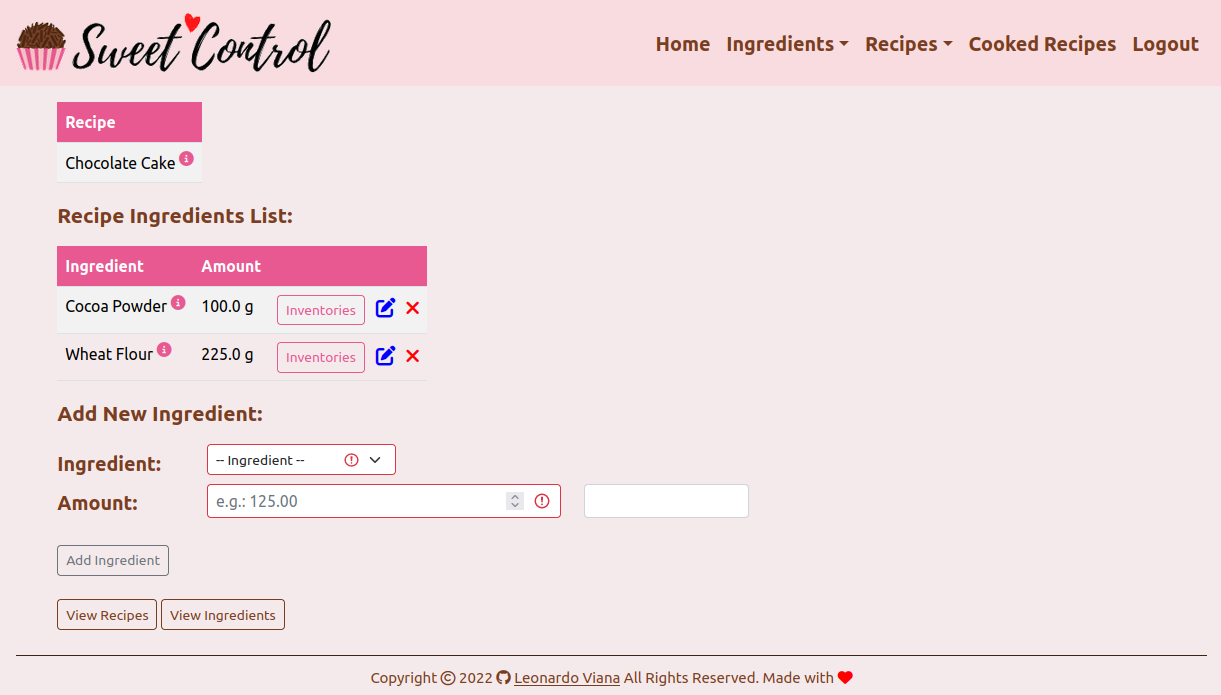 Sweet Control
Home Ingredients Recipes Cooked Recipes Logout
Recipe
Chocolate Cake
Recipe Ingredients List:
Ingredient Amount
Cocoa Powder 100.0 g Inventories
Wheat Flour 225.0 g Inventories
Add New Ingredient:
Ingredient: -- Ingredient --
Amount: e.g.: 125.00
Add Ingredient
View Recipes View Ingredients
Copyright © 2022 Leonardo Viana All Rights Reserved. Made with ❤